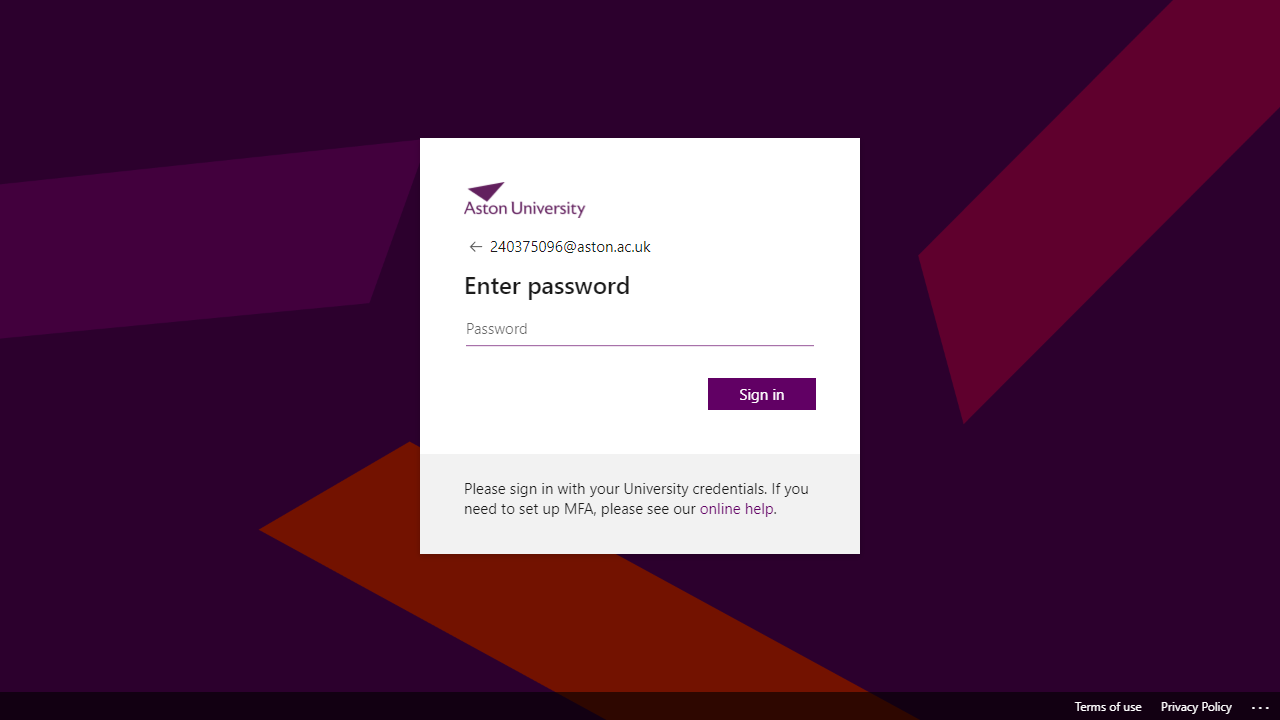 Aston University
240375096@aston.ac.uk
Enter password
Password
Sign in
Please sign in with your University credentials. If you
need to set up MFA, please see our online help.
Terms of use
Privacy Policy
...